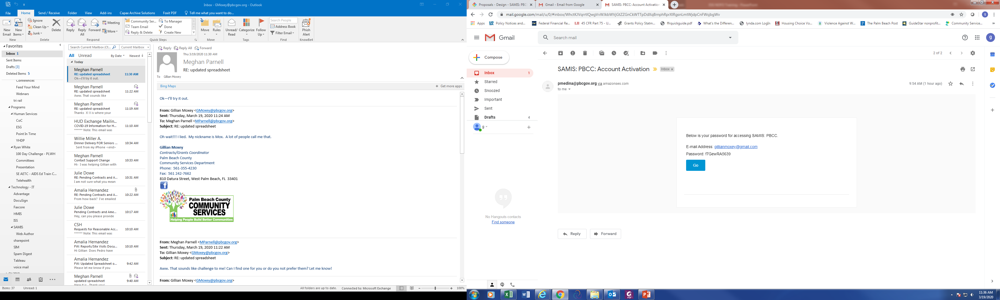 Inbox - GMoxey@pbcgov.org - Outlook
File Home Send / Receive Folder View Add-ins Capax Archive Solutions Foxit PDF Tell me what you want to do...
New Email New Items Ignore Clean Up Junk Delete Reply Reply All Forward Meeting More
Community Ser... To Manager
Team Email Done
Reply & Delete Create New
Move Rules Unread/ Read Categorize Follow Up Search People
Address Book
Filter Email
Phish Alert
New Delete Respond Quick Steps Move Tags Find KnowBe4
Favorites
Inbox 1
Sent Items
Drafts [3]
Deleted Items 5
Conferences
Feed Your Mind
Webnars
tri rail
Programs
Human Services
CoC
ESG
Point In Time
YHDP
Ryan White
100 Day Challenge - PLWH
Committees
Presentation
SE AETC - AIDS Ed Train C...
Telehealth
Technology - IT
Advantage
DocuSign
Faxcore
HMIS
ISS
SAMIS
Web Author
sharepoint
SIM
Spam Digest
Tableau
voice mail
Items: 37 Unread: 1
Search Current Mailbox (Ct... Current Mailbox
All Unread By Date Newest
Today
Meghan Parnell
RE: updated spreadsheet 11:30 AM
Ok—I'll try it out.
Meghan Parnell
RE: updated spreadsheet 11:22 AM
Aww. That sounds like
Meghan Parnell
RE: updated spreadsheet 11:19 AM
Thanks X! X is where your
HUD Exchange Mailin...
COVID-19 Information for H... 11:10 AM
****** Note: This email was
Willie Miller A.
Dinner Delivery FOR Seniors ... 10:34 AM
Sent from my iPhone <end>
Meghan Parnell
Contact Support Change 10:33 AM
Hi- I was helping Gillian with
Julie Dowe
RE: Pending Contracts and A... 10:31 AM
I am not sure what you mean
Amalia Hernandez
RE: Pending Contracts and A... 10:22 AM
From how back? I've emailed
Julie Dowe
Pending Contracts and Ame... 10:17 AM
Hey, can you please provide
CSH
Requests for Reasonable Acc... 10:10 AM
****** Note: This email was
Amalia Hernandez
FW: Reports/Site Visits Docu... 10:10 AM
Hi Gillian Does Pedro have
Amalia Hernandez
FW: Updated Spreadsheet o... 9:42 AM
Please let me know if you
Meghan Parnell
updated spreadsheet 9:40 AM
Here it is. Thank you!
Reply Reply All Forward
Thu 3/19/2020 11:30 AM
Meghan Parnell
RE: updated spreadsheet
To Gillian Moxey
Bing Maps + Get more apps
Ok—I'll try it out.
From: Gillian Moxey <GMoxey@pbcgov.org>
Sent: Thursday, March 19, 2020 11:24 AM
To: Meghan Parnell <MParnell@pbcgov.org>
Subject: RE: updated spreadsheet
Oh wait!!! I lied. My nickname is Mox. A lot of people call me that.
Gillian Moxey
Contracts/Grants Coordinator
Palm Beach County
Community Services Department
Phone: 561-355-4230
Fax: 561 242-7662
810 Datura Street, West Palm Beach, FL 33401
f
Palm Beach County
COMMUNITY
SERVICES
Helping People Build Better Communities
From: Meghan Parnell <MParnell@pbcgov.org>
Sent: Thursday, March 19, 2020 11:22 AM
To: Gillian Moxey <GMoxey@pbcgov.org>
Subject: RE: updated spreadsheet
Aww. That sounds like challenge to me! Can I find one for you or do you not prefer them? Let me know!
From: Gillian Moxey <GMoxey@pbcgov.org>
All folders are up to date. Connected to: Microsoft Exchange 100%
Proposals - Design - SAMIS: PBC Gmail - Email from Google SAMIS: PBCC: Account Activation
mail.google.com/mail/u/0/#inbox/WhctKJVqrrtlQwgVvWJkbWVjGtZZGnCkWTTpDdXqBrnphRprXlRgsnLmtWjdpCnFWsjbgWv
Apps Policy Notices and... Federal Financial Re... 45 CFR Part 75 - U... Grants Policy Statm... ffrquickguide.pdf What's the Differen... lynda.com LogIn Housing Choice Vo... Violence Against W... The Palm Beach Post GuideStar nonprofit... Community Service...
Gmail Search mail
2 of 2
Compose
Inbox 1
Starred
Snoozed
Important
Sent
Drafts 4
g
No Hangouts contacts
Find someone
SAMIS: PBCC: Account Activation Inbox x
pmedina@pbcgov.org via amazonses.com 9:54 AM (1 hour ago)
to me
Below is your password for accessing SAMIS: PBCC.
E-mail Address: gillianmoxey@gmail.com
Password: f7GewRA5639
Go
Reply Forward
11:36 AM
3/19/2020